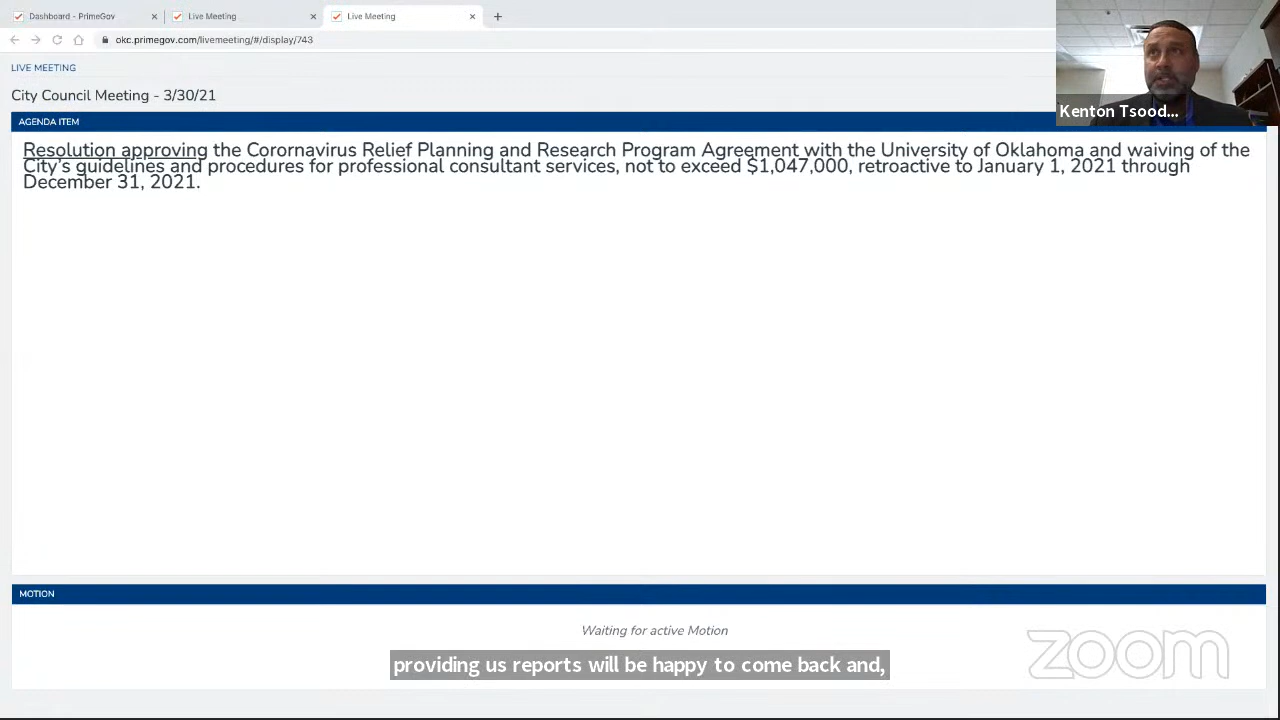 Dashboard - PrimeGov
Live Meeting
Live Meeting
okc.primegov.com/livemeeting/#/display/743
LIVE MEETING
City Council Meeting - 3/30/21
Kenton Tsood...
AGENDA ITEM
Resolution approving the Corornavirus Relief Planning and Research Program Agreement with the University of Oklahoma and waiving of the
City's guidelines and procedures for professional consultant services, not to exceed $1,047,000, retroactive to January 1, 2021 through
December 31, 2021.
MOTION
Waiting for active Motion
providing us reports will be happy to come back and,
zoom